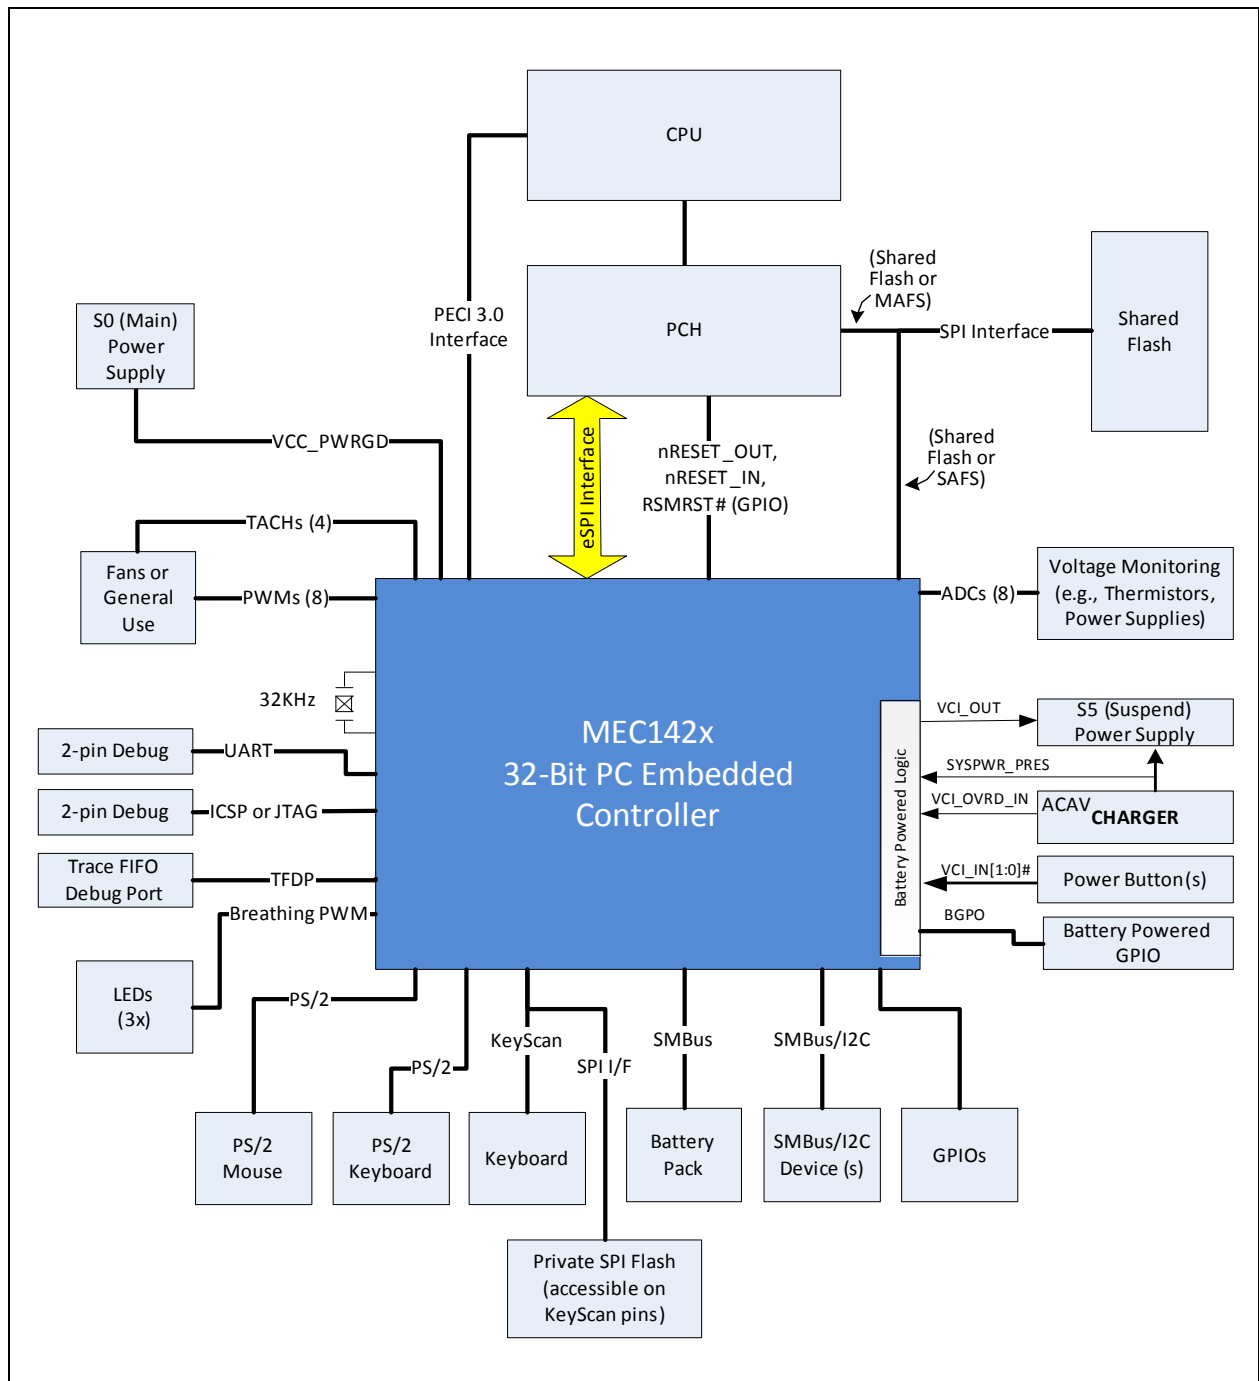 CPU
(Shared
Flash or
MAFS)
PECI 3.0
Interface
PCH
SPI Interface
Shared
Flash
S0 (Main)
Power
Supply
VCC_PWRGD
eSPI Interface
nRESET_OUT,
nRESET_IN,
RSMRST# (GPIO)
(Shared
Flash or
SAFS)
TACHs (4)
Fans or
General
Use
PWMs (8)
ADCs (8)
Voltage Monitoring
(e.g., Thermistors,
Power Supplies)
32KHz
MEC142x
32-Bit PC Embedded
Controller
Battery Powered Logic
VCI_OUT
S5 (Suspend)
Power Supply
SYSPWR_PRES
VCI_OVRD_IN
ACAV
CHARGER
2-pin Debug
UART
2-pin Debug
ICSP or JTAG
Trace FIFO
Debug Port
TFDP
VCI_IN[1:0]#
Power Button(s)
BGPO
Battery Powered
GPIO
Breathing PWM
LEDs
(3x)
PS/2
PS/2
KeyScan
SPI I/F
SMBus
SMBus/I2C
PS/2
Mouse
PS/2
Keyboard
Keyboard
Battery
Pack
SMBus/I2C
Device (s)
GPIOs
Private SPI Flash
(accessible on
KeyScan pins)